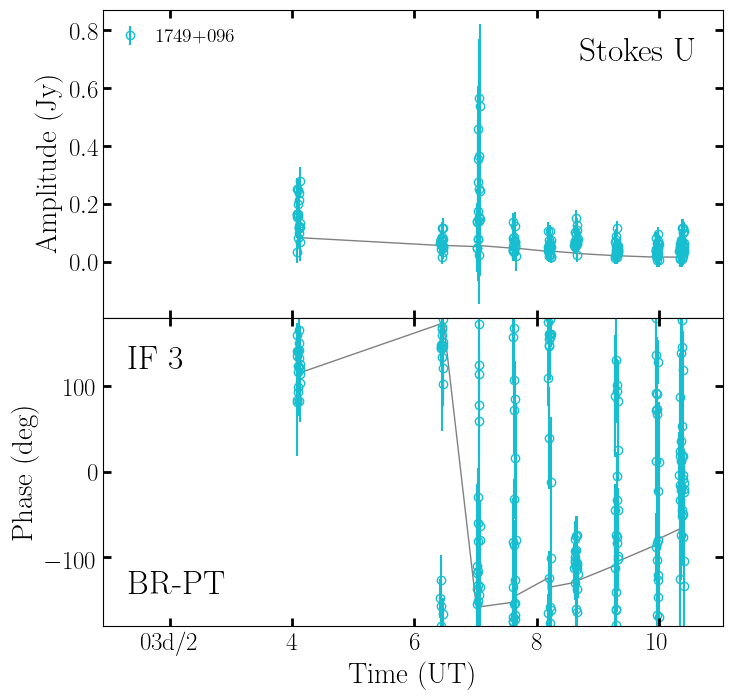 1749+096
Stokes U
Amplitude (Jy)
0.8
0.6
0.4
0.2
0.0
IF 3
BR-PT
Phase (deg)
100
0
−100
03d/2
4
6
8
10
Time (UT)